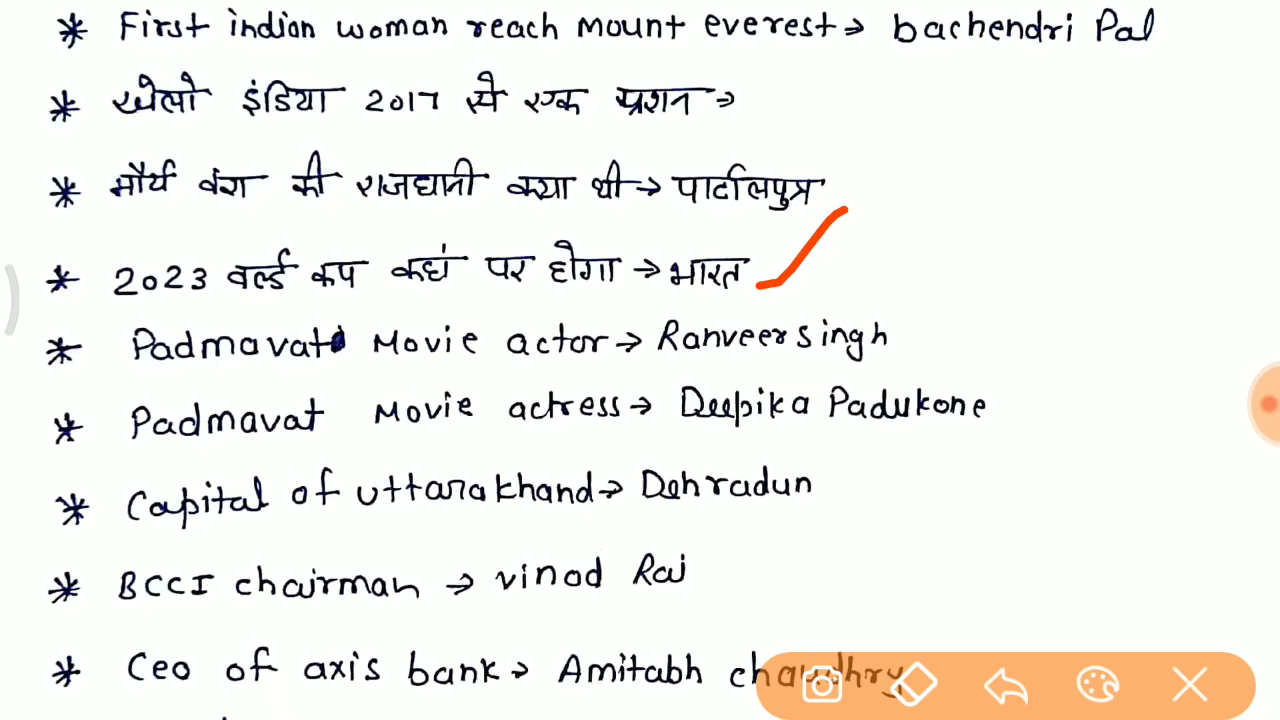 * First indian woman reach mount everest → bachendri Pal
* खेलो इंडिया 2017 से एक प्रशन →
* मौर्य वंश की राजधानी क्या थी → पाटलिपुत्र
* 2023 वर्ल्ड कप कहां पर होगा → भारत
* Padmavat Movie actor → Ranveer singh
* Padmavat Movie actress → Deepika Padukone
* Capital of uttarakhand → Dehradun
* BCCI chairman → vinod Rai
* Ceo of axis bank → Amitabh chaudhry